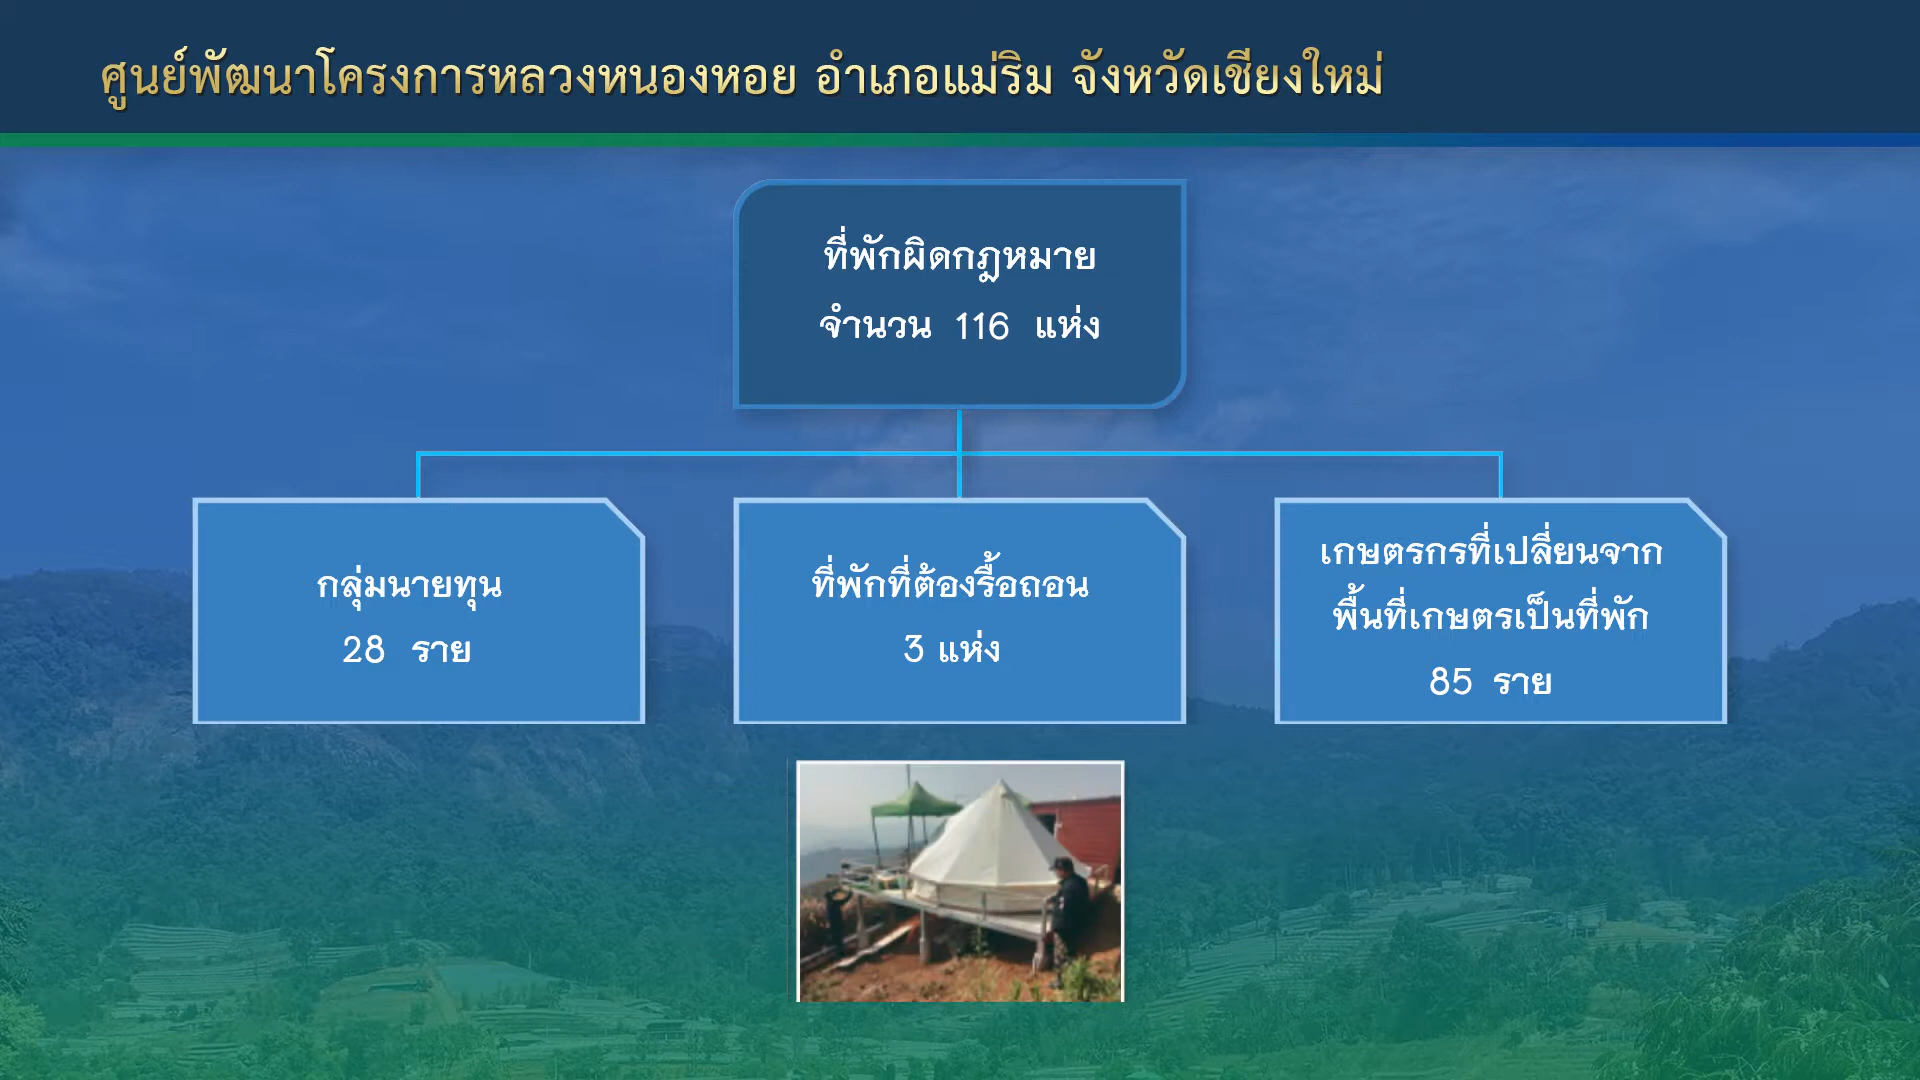 ศูนย์พัฒนาโครงการหลวงหนองหอย อำเภอแม่ริม จังหวัดเชียงใหม่
ที่พักผิดกฎหมาย
จำนวน 116 แห่ง
กลุ่มนายทุน
28 ราย
ที่พักที่ต้องรื้อถอน
3 แห่ง
เกษตรกรที่เปลี่ยนจาก
พื้นที่เกษตรเป็นที่พัก
85 ราย